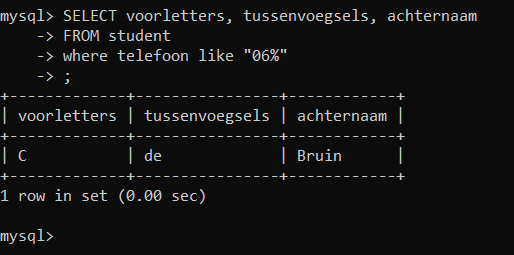 mysql> SELECT voorletters, tussenvoegsels, achternaam
    -> FROM student
    -> where telefoon like "06%"
    -> ;
+-------------+----------------+------------+
| voorletters | tussenvoegsels | achternaam |
+-------------+----------------+------------+
| C           | de             | Bruin      |
+-------------+----------------+------------+
1 row in set (0.00 sec)

mysql>